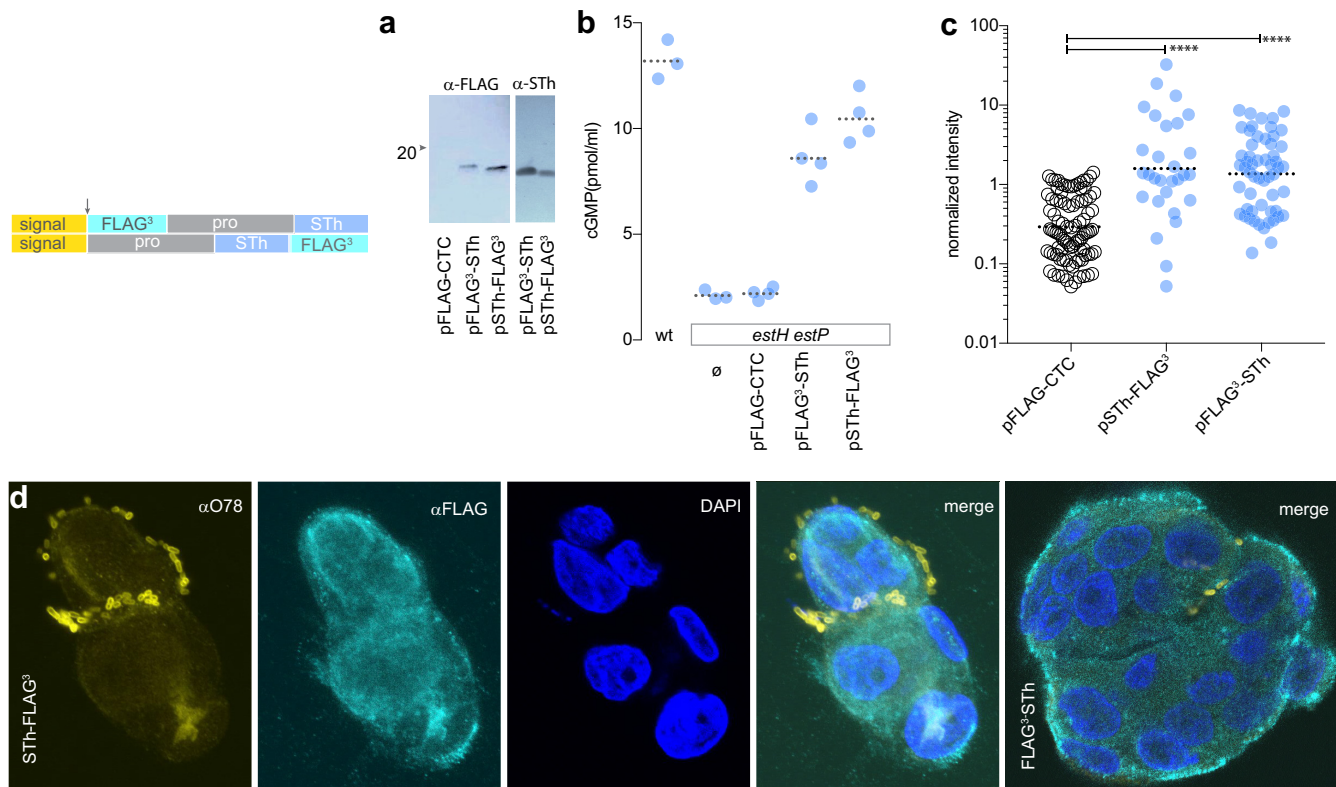 signal FLAG³ pro STh
signal pro STh FLAG³
a
α-FLAG α-STh
20
pFLAG-CTC
pFLAG³-STh
pSTh-FLAG³
pFLAG³-STh
pSTh-FLAG³
b
cGMP(pmol/ml)
15
10
5
0
wt
estH estP
ø
pFLAG-CTC
pFLAG³-STh
pSTh-FLAG³
c
normalized intensity
100
10
1
0.1
0.01
****
****
pFLAG-CTC
pSTh-FLAG³
pFLAG³-STh
d
αO78
STh-FLAG³
αFLAG
DAPI
merge
merge
FLAG³-STh